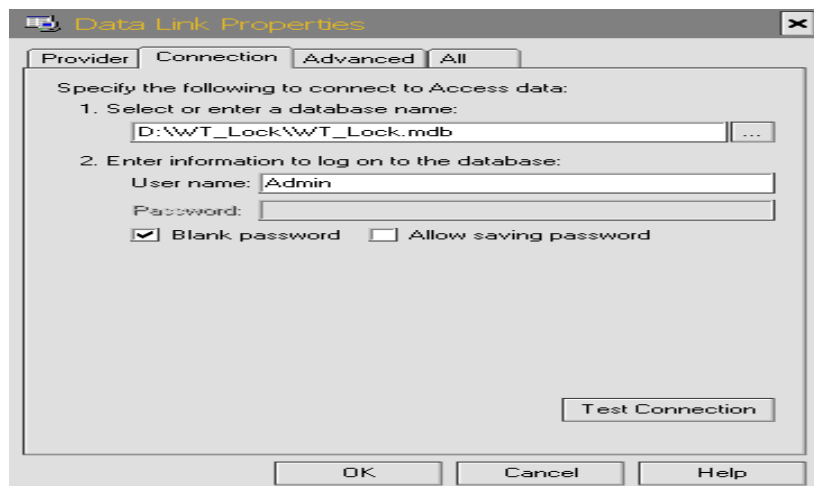 Data Link Properties
Provider Connection Advanced All
Specify the following to connect to Access data:
1. Select or enter a database name:
D:\WT_Lock\WT_Lock.mdb ...
2. Enter information to log on to the database:
User name: Admin
Password:
Blank password Allow saving password
Test Connection
OK Cancel Help